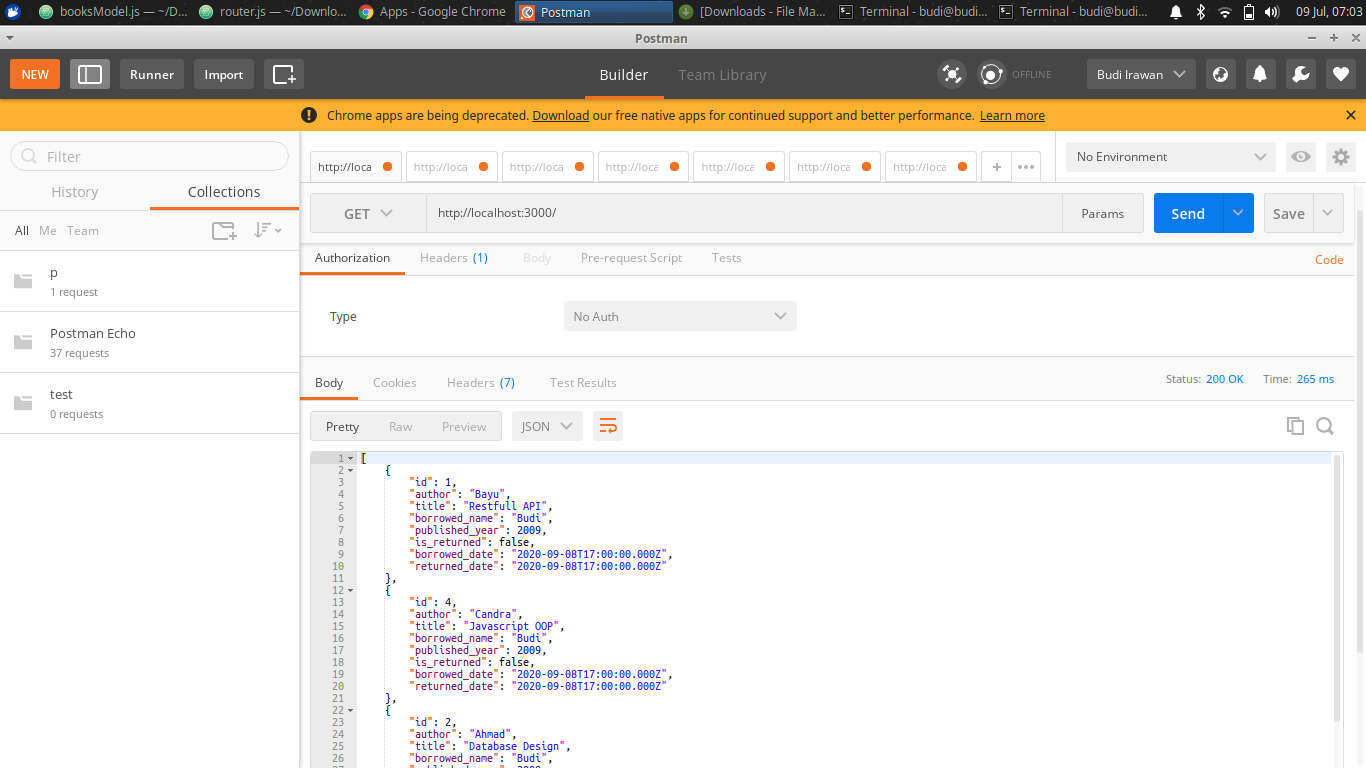 booksModel.js — ~/D... router.js — ~/Downlo... Apps - Google Chrome Postman [Downloads - File Ma... Terminal - budi@budi... Terminal - budi@budi... 09 Jul, 07:03
Postman
NEW Runner Import Builder Team Library OFFLINE Budi Irawan
Chrome apps are being deprecated. Download our free native apps for continued support and better performance. Learn more
Filter
History Collections
All Me Team
p
1 request
Postman Echo
37 requests
test
0 requests
http://loca http://loca http://loca http://loca http://loca http://loca http://loca + •••
No Environment
GET http://localhost:3000/ Params Send Save
Authorization Headers (1) Body Pre-request Script Tests Code
Type No Auth
Body Cookies Headers (7) Test Results Status: 200 OK Time: 265 ms
Pretty Raw Preview JSON
1 [
2 {
3 "id": 1,
4 "author": "Bayu",
5 "title": "Restfull API",
6 "borrowed_name": "Budi",
7 "published_year": 2009,
8 "is_returned": false,
9 "borrowed_date": "2020-09-08T17:00:00.000Z",
10 "returned_date": "2020-09-08T17:00:00.000Z"
11 },
12 {
13 "id": 4,
14 "author": "Candra",
15 "title": "Javascript OOP",
16 "borrowed_name": "Budi",
17 "published_year": 2009,
18 "is_returned": false,
19 "borrowed_date": "2020-09-08T17:00:00.000Z",
20 "returned_date": "2020-09-08T17:00:00.000Z"
21 },
22 {
23 "id": 2,
24 "author": "Ahmad",
25 "title": "Database Design",
26 "borrowed_name": "Budi",